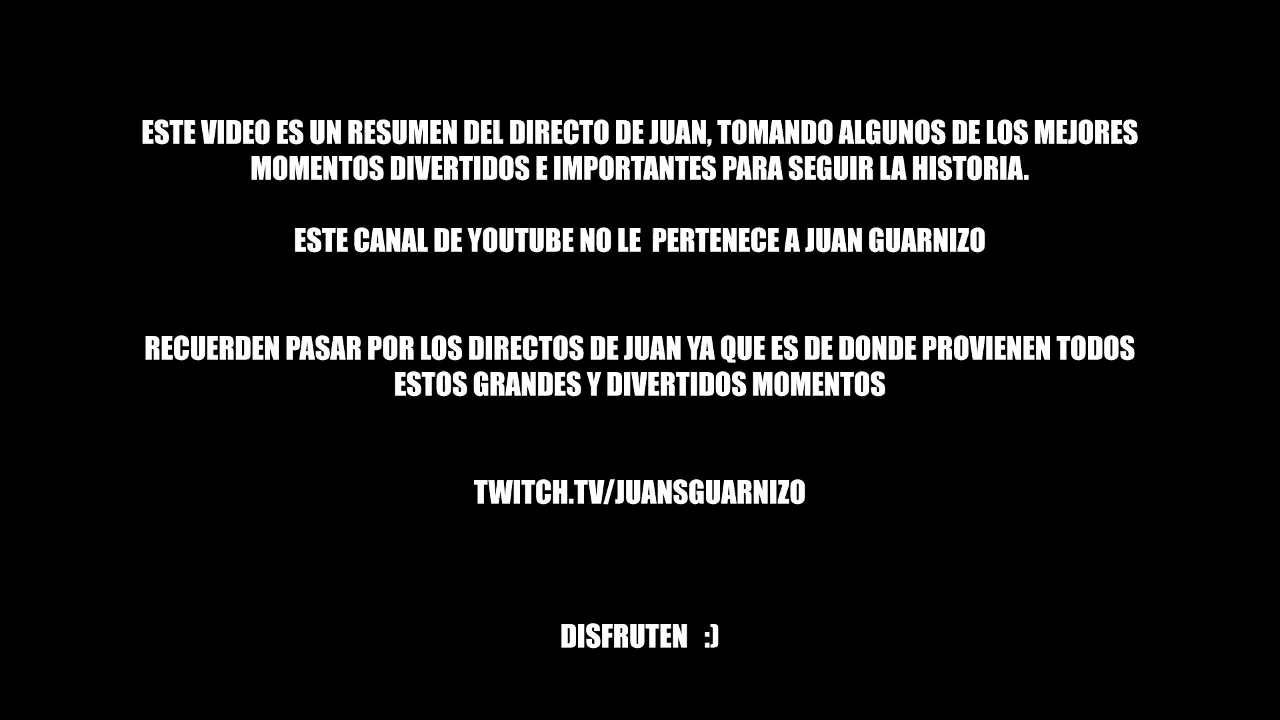 ESTE VIDEO ES UN RESUMEN DEL DIRECTO DE JUAN, TOMANDO ALGUNOS DE LOS MEJORES
MOMENTOS DIVERTIDOS E IMPORTANTES PARA SEGUIR LA HISTORIA.
ESTE CANAL DE YOUTUBE NO LE  PERTENECE A JUAN GUARNIZO
RECUERDEN PASAR POR LOS DIRECTOS DE JUAN YA QUE ES DE DONDE PROVIENEN TODOS
ESTOS GRANDES Y DIVERTIDOS MOMENTOS
TWITCH.TV/JUANSGUARNIZO
DISFRUTEN  :)